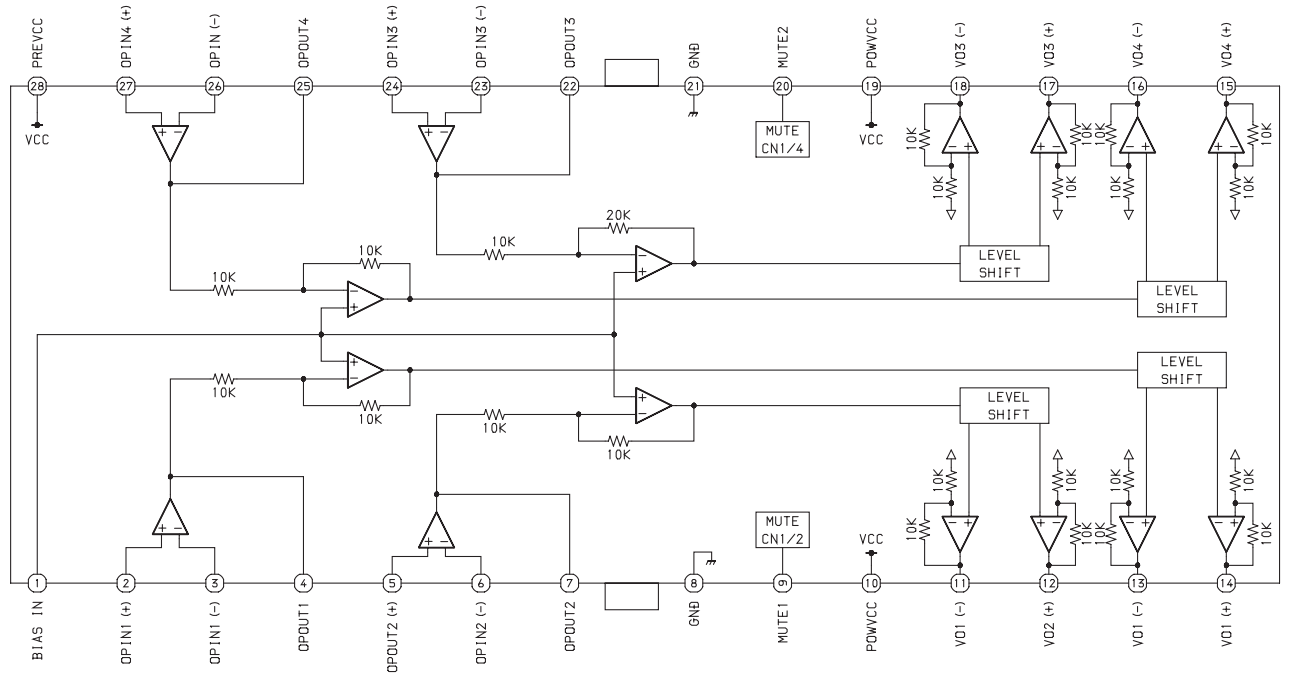 PREVCC
OPIN4 (+)
OPIN (−)
OPOUT4
OPIN3 (+)
OPIN3 (−)
OPOUT3
GND
MUTE2
POWVCC
VO3 (−)
VO3 (+)
VO4 (−)
VO4 (+)
28
27
26
25
24
23
22
21
20
19
18
17
16
15
VCC
+ −
+ −
MUTE
CN1/4
VCC
10K
− +
+ −
10K
10K
− +
+ −
10K
10K
10K
10K
10K
20K
10K
10K
10K
−
+
−
+
LEVEL
SHIFT
LEVEL
SHIFT
+
−
10K
10K
+
−
10K
10K
LEVEL
SHIFT
LEVEL
SHIFT
10K
10K
10K
10K
+ −
+ −
MUTE
CN1/2
VCC
10K
− +
+ −
10K
10K
− +
+ −
10K
1
2
3
4
5
6
7
8
9
10
11
12
13
14
BIAS IN
OPIN1 (+)
OPIN1 (−)
OPOUT1
OPOUT2 (+)
OPIN2 (−)
OPOUT2
GND
MUTE1
POWVCC
VO1 (−)
VO2 (+)
VO1 (−)
VO1 (+)